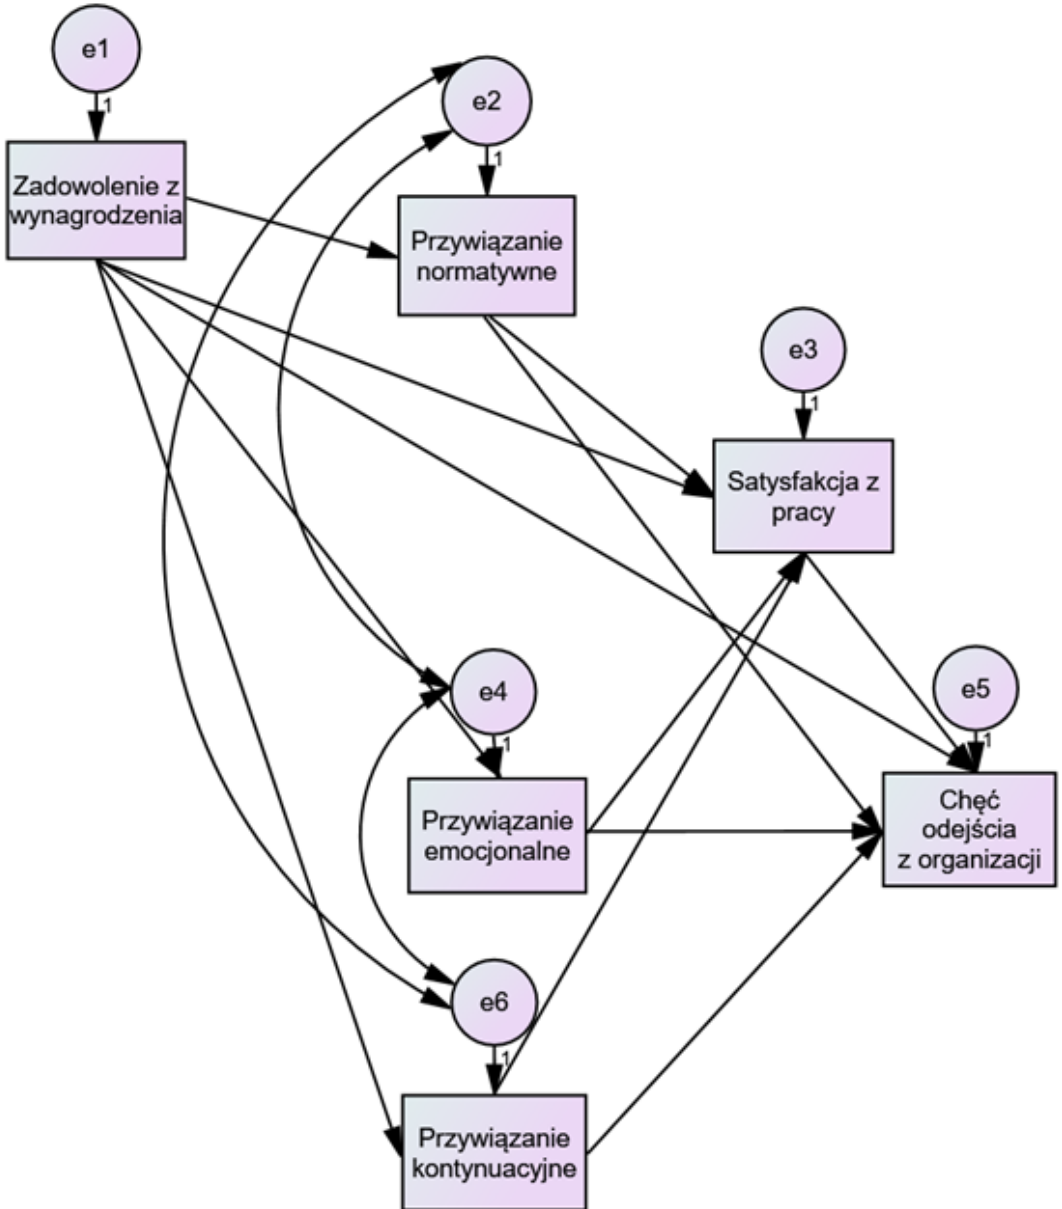 e1
1
Zadowolenie z
wynagrodzenia
e2
1
Przywiązanie
normatywne
e3
1
Satysfakcja z
pracy
e4
1
Przywiązanie
emocjonalne
e5
1
Chęć
odejścia
z organizacji
e6
1
Przywiązanie
kontynuacyjne